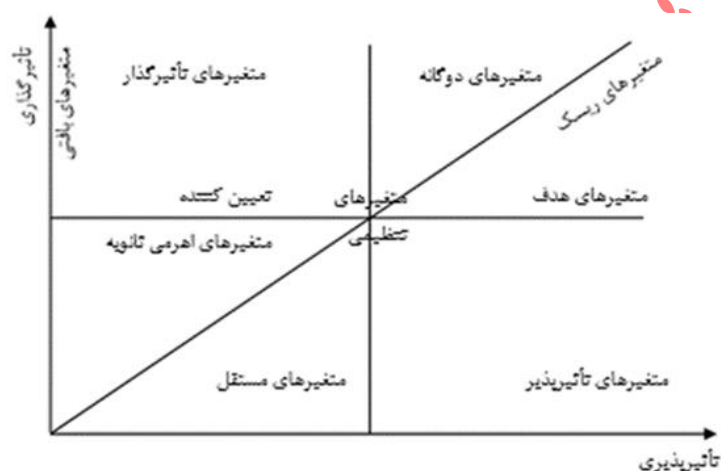 تأثیرگذاری
متغیرهای بافتی
متغیرهای تأثیرگذار
متغیرهای دوگانه
متغیرهای ریسک
تعیین کننده
متغیرهای
متغیرهای هدف
متغیرهای اهرمی ثانویه
تنظیمی
متغیرهای مستقل
متغیرهای تأثیرپذیر
تأثیرپذیری